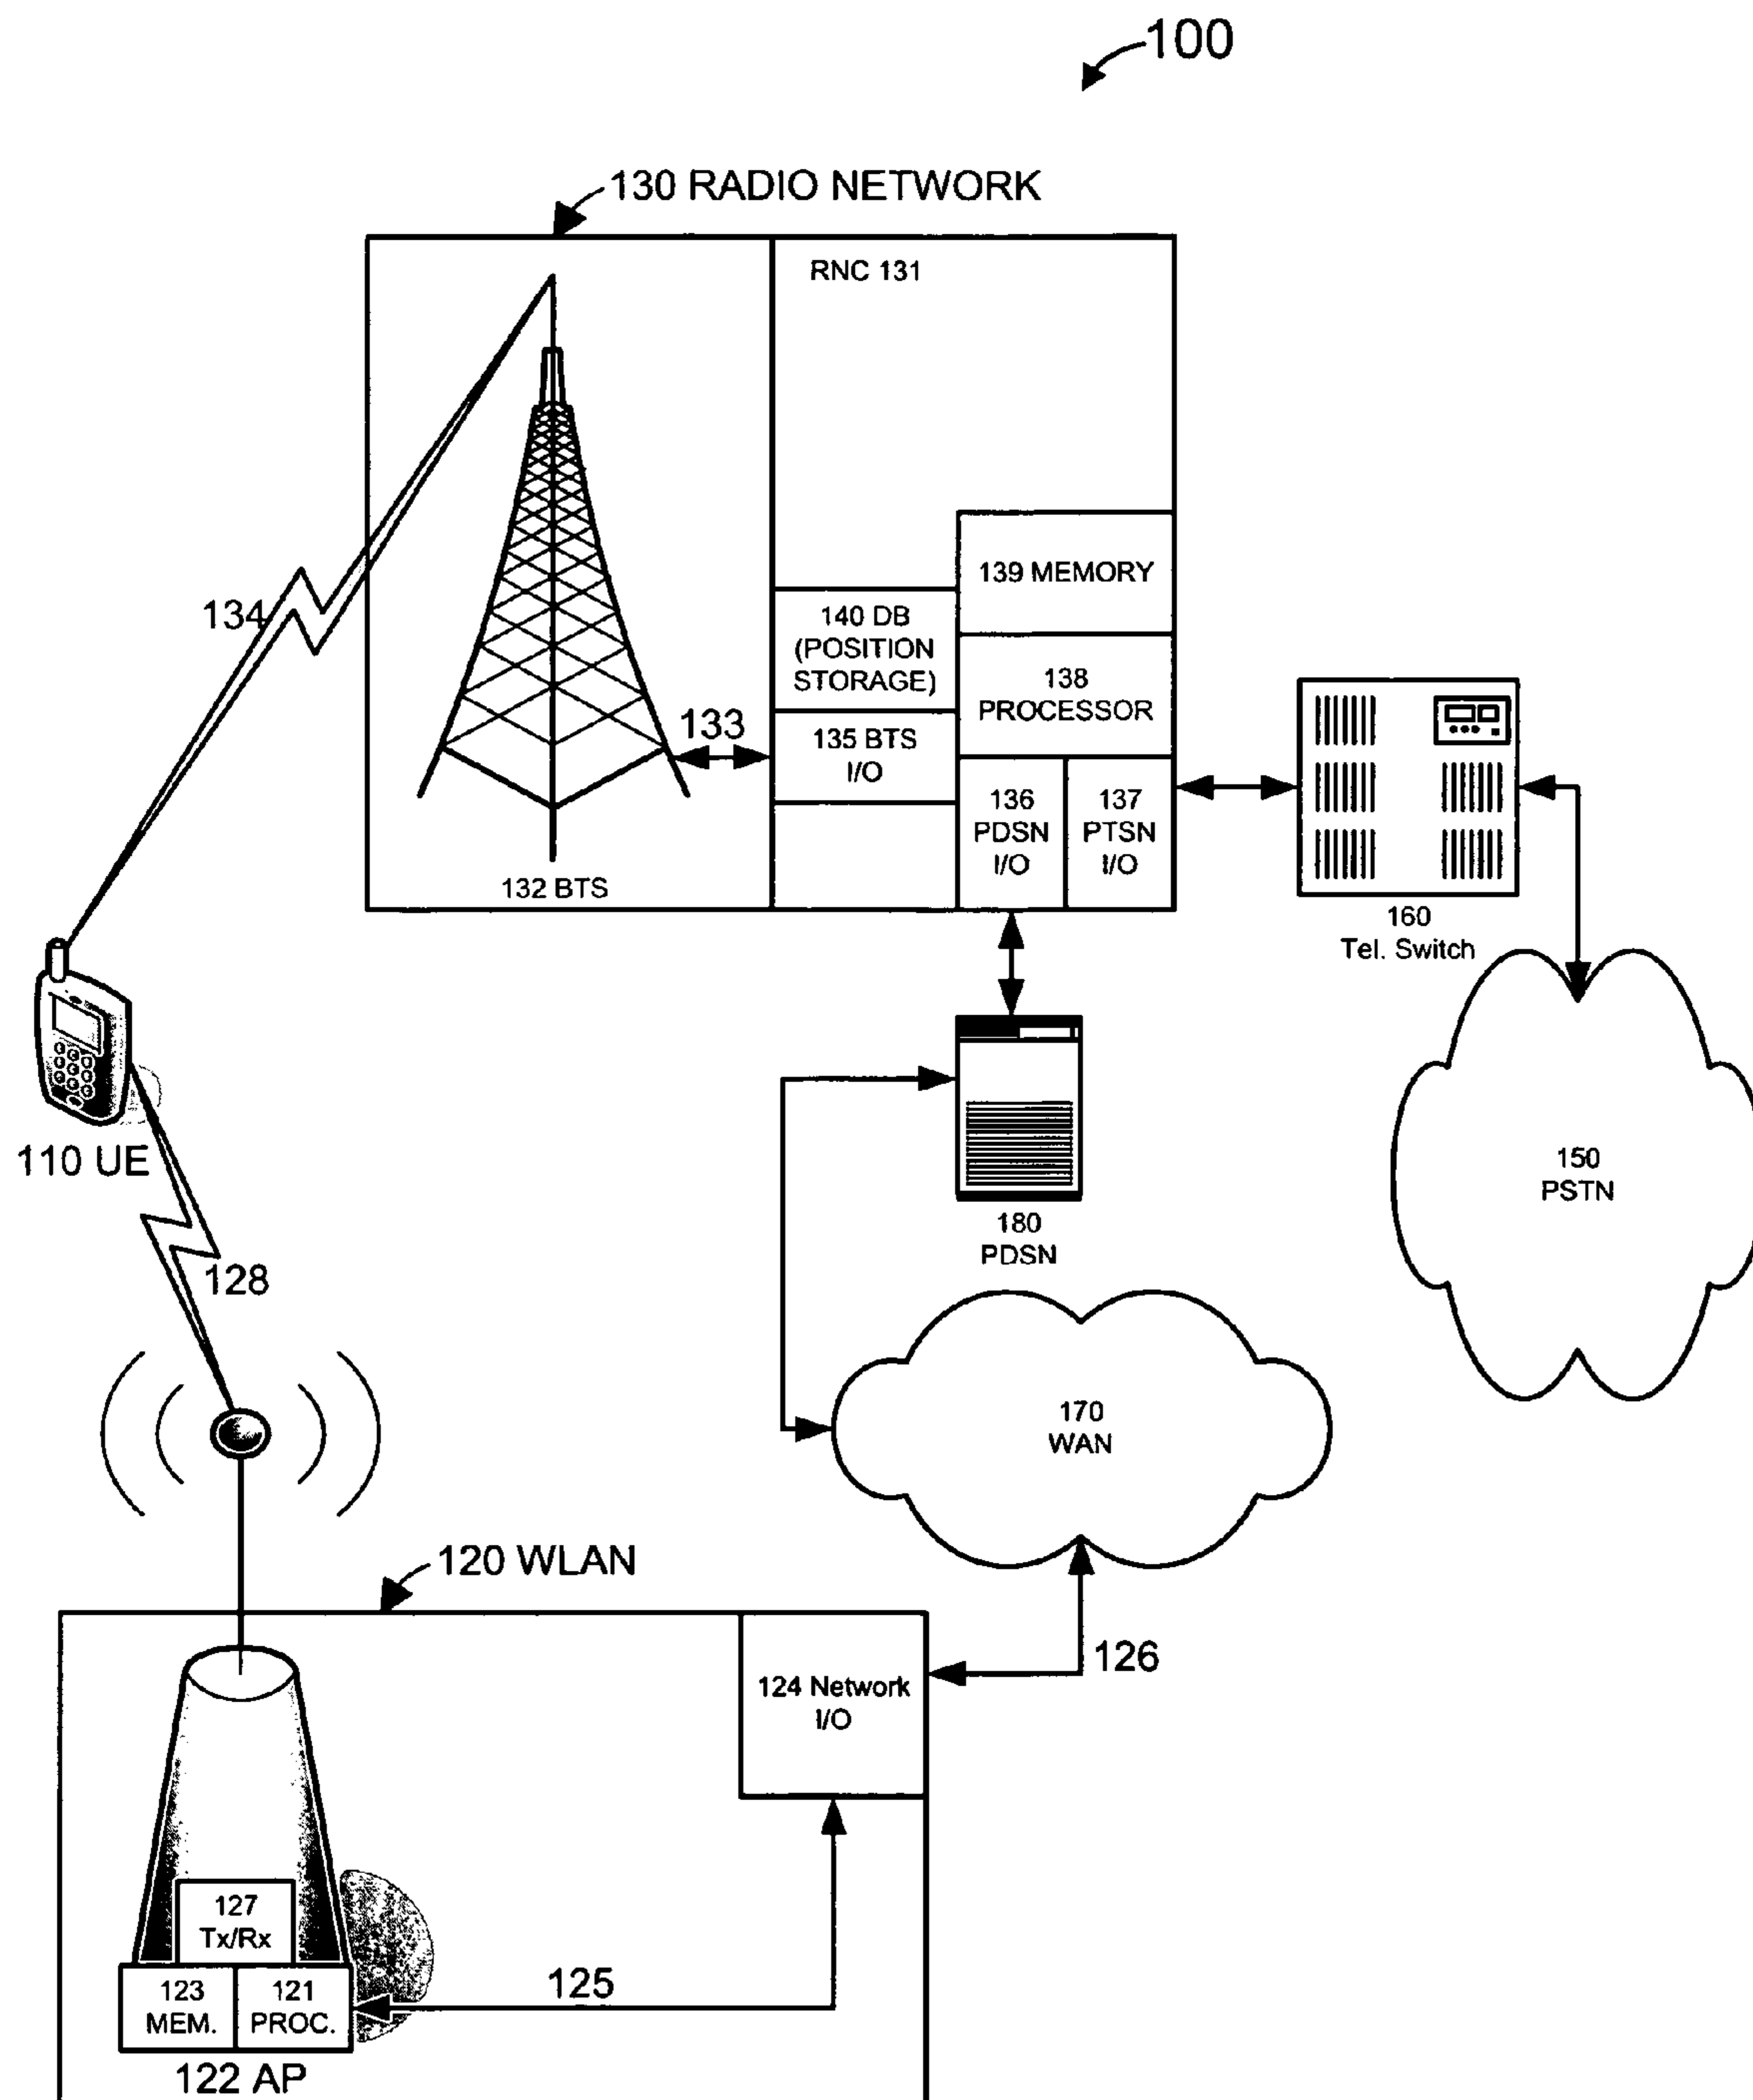 100
130 RADIO NETWORK
RNC 131
139 MEMORY
134
140 DB
(POSITION
STORAGE)
138
PROCESSOR
133
135 BTS
I/O
136
PDSN
I/O
137
PTSN
I/O
132 BTS
160
Tel. Switch
110 UE
150
PSTN
180
PDSN
128
170
WAN
120 WLAN
126
124 Network
I/O
127
Tx/Rx
125
123
MEM.
121
PROC.
122 AP